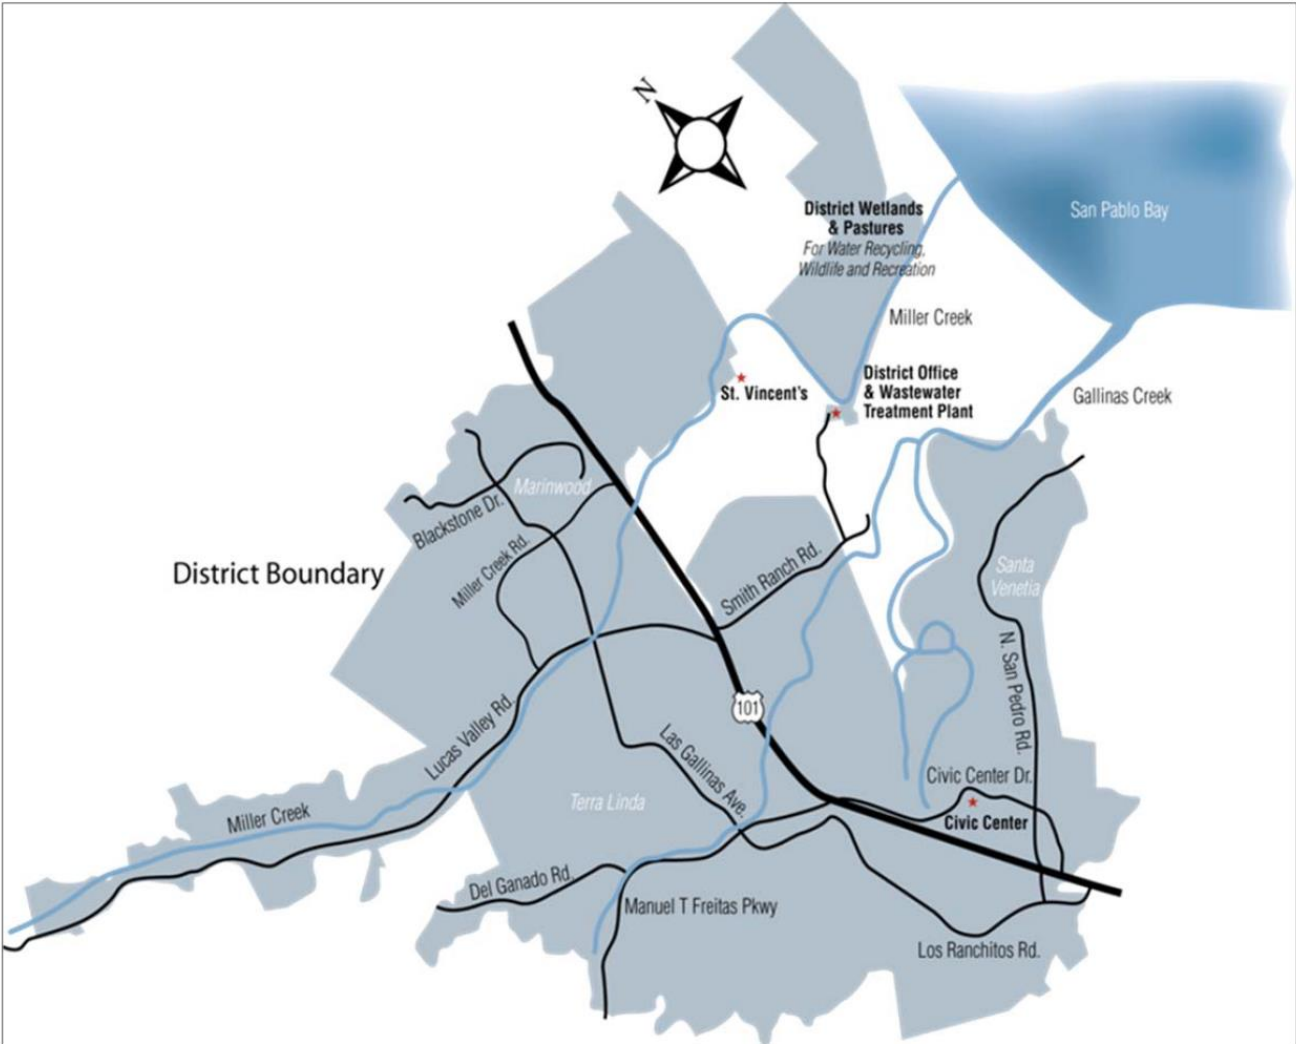 N
District Wetlands
& Pastures
For Water Recycling,
Wildlife and Recreation
San Pablo Bay
Miller Creek
District Office
& Wastewater
Treatment Plant
St. Vincent's
Gallinas Creek
Marinwood
Blackstone Dr.
Miller Creek Rd.
Smith Ranch Rd.
District Boundary
Santa
Venetia
N. San Pedro Rd.
101
Lucas Valley Rd.
Las Gallinas Ave.
Civic Center Dr.
Terra Linda
Miller Creek
Civic Center
Del Ganado Rd.
Manuel T Freitas Pkwy
Los Ranchitos Rd.